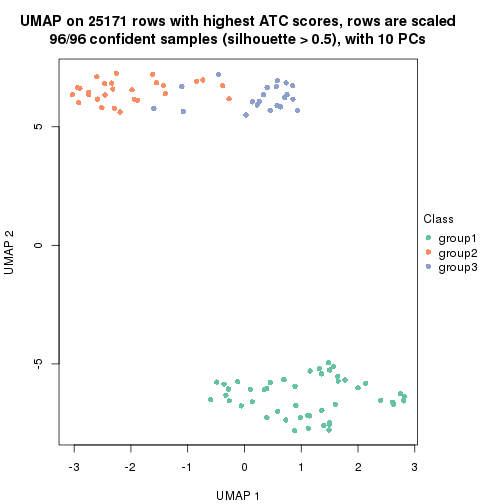 UMAP on 25171 rows with highest ATC scores, rows are scaled
96/96 confident samples (silhouette > 0.5), with 10 PCs
5
0
-5
UMAP 2
-3 -2 -1 0 1 2 3
UMAP 1
Class
group1
group2
group3